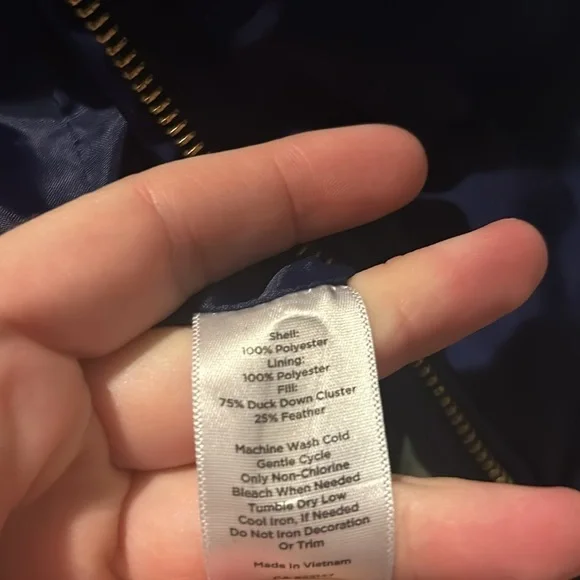 Shell:
100% Polyester
Lining:
100% Polyester
Fill:
75% Duck Down Cluster
25% Feather
Machine Wash Cold
Gentle Cycle
Only Non-Chlorine
Bleach When Needed
Tumble Dry Low
Cool Iron, If Needed
Do Not Iron Decoration
Or Trim
Made in Vietnam